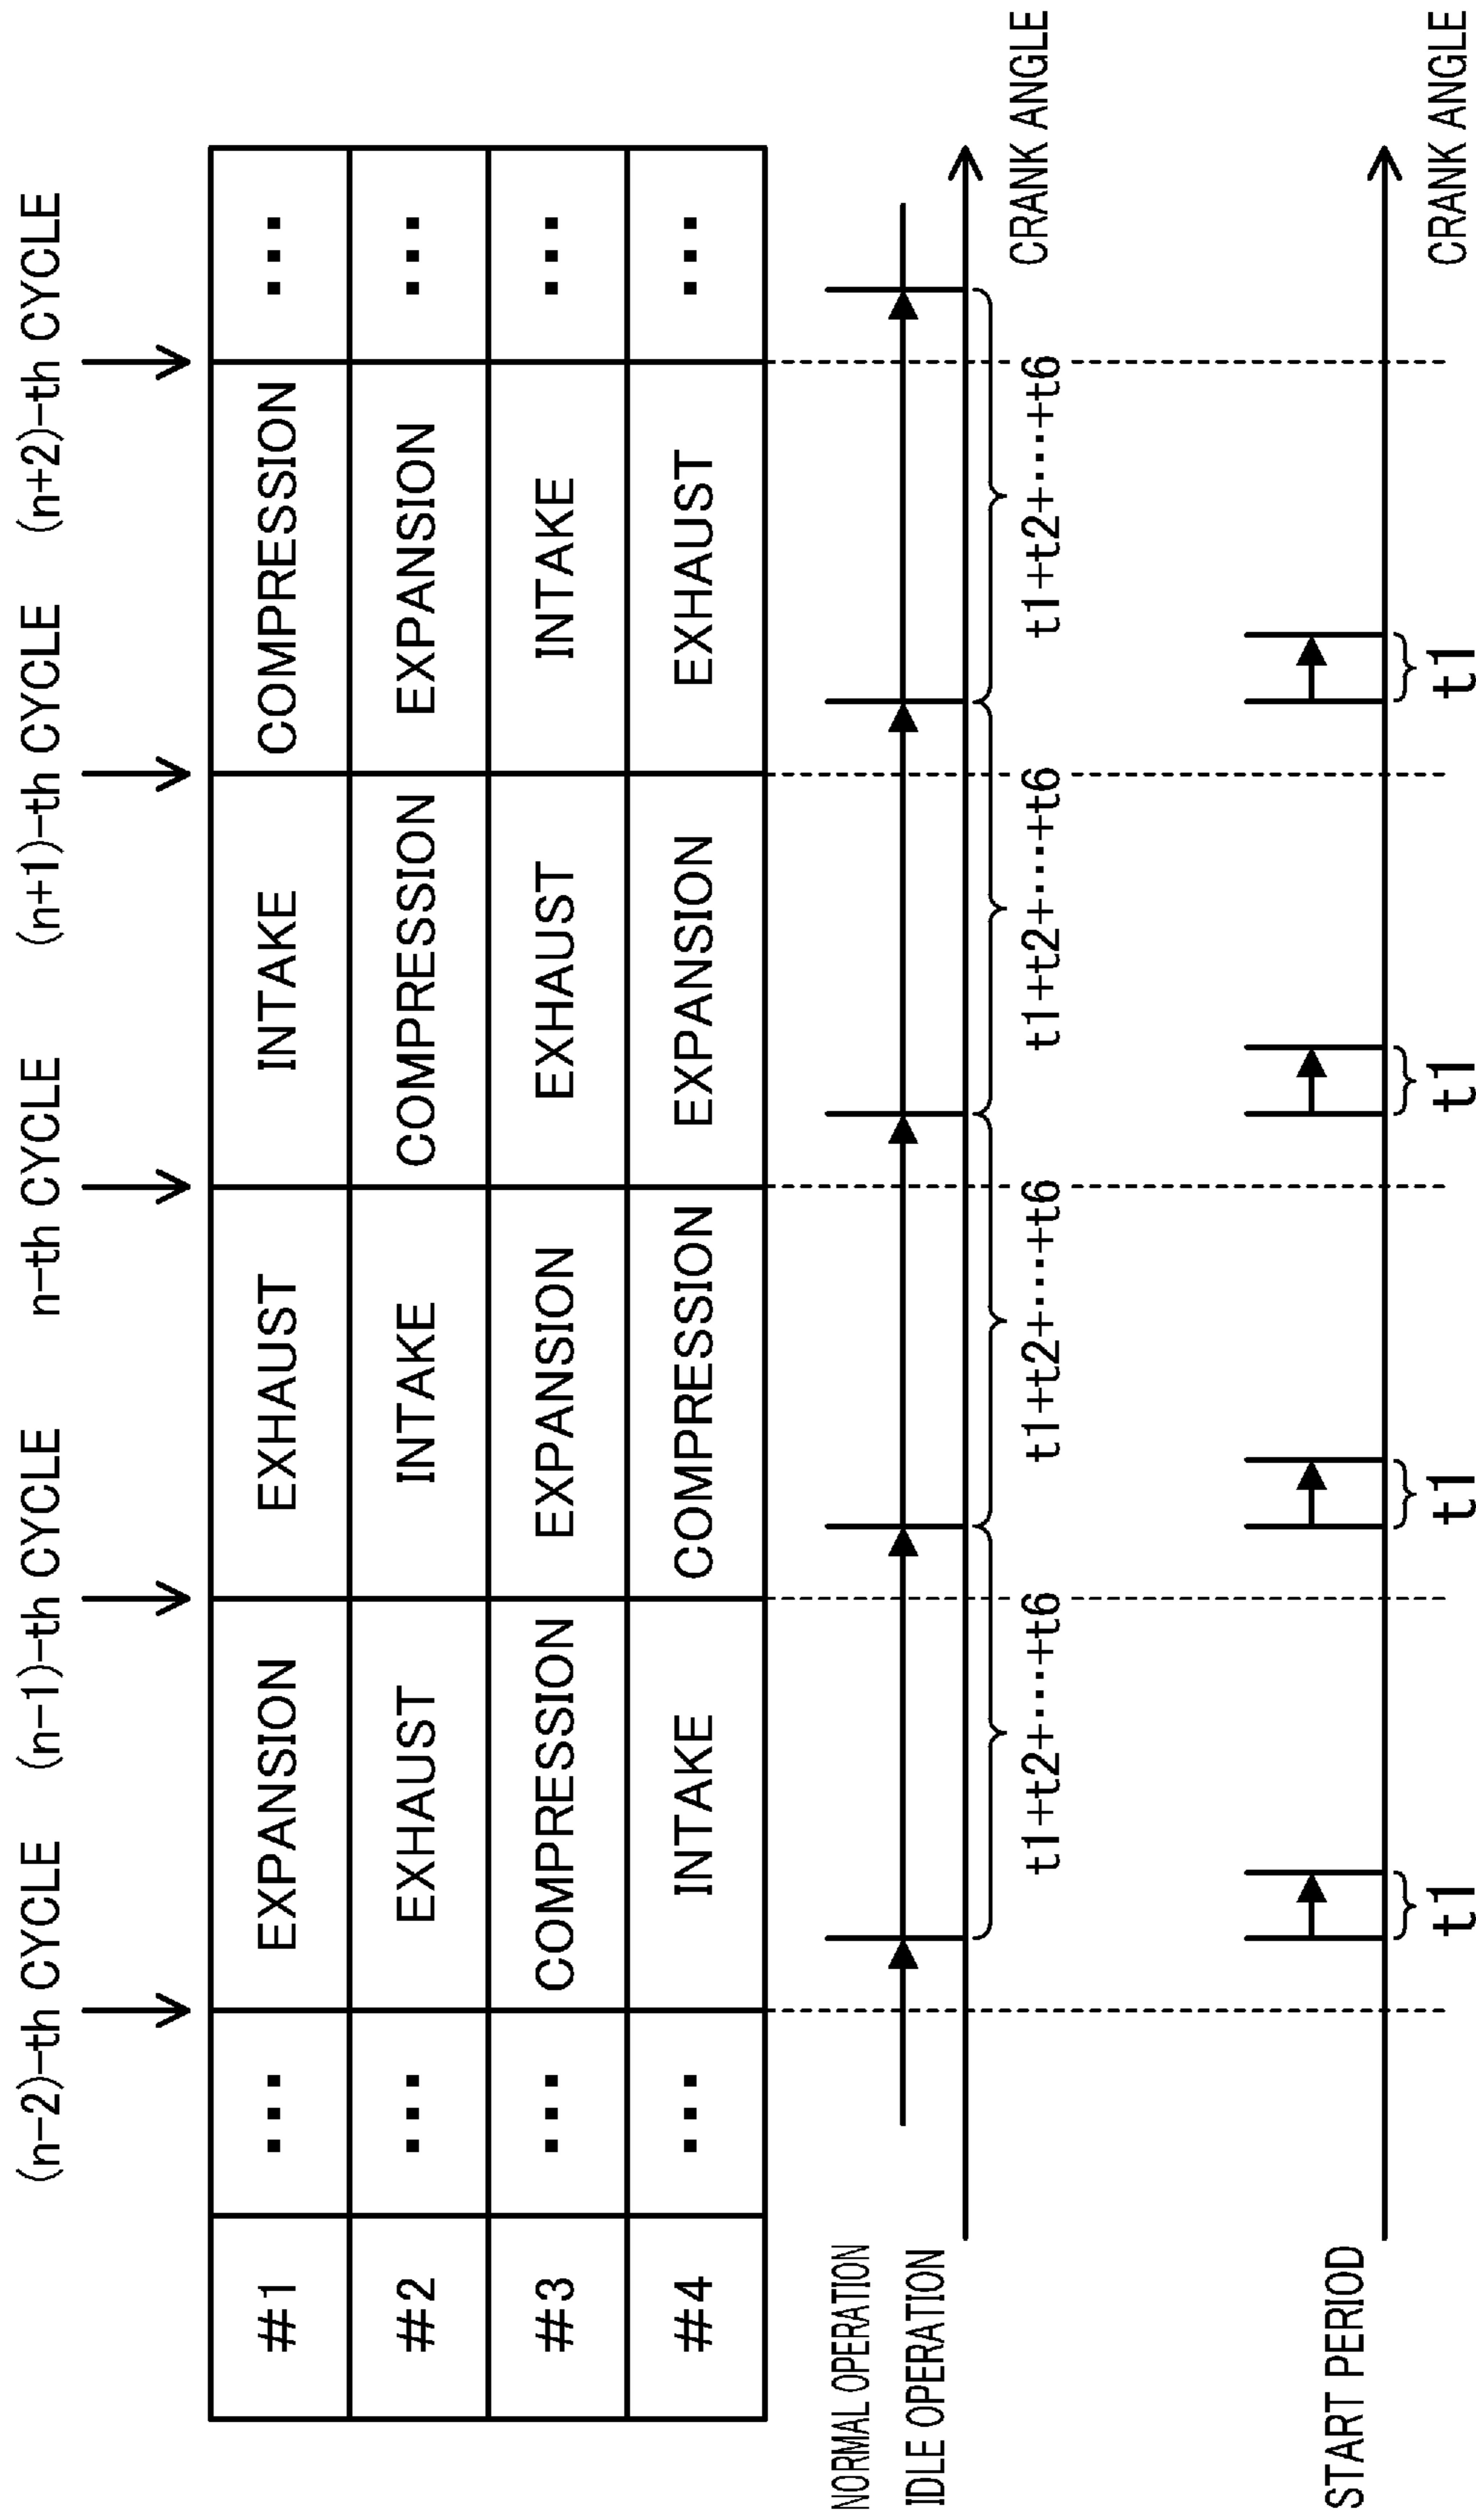 (n-2)-th CYCLE (n-1)-th CYCLE n-th CYCLE (n+1)-th CYCLE (n+2)-th CYCLE
#1 ... EXPANSION EXHAUST INTAKE COMPRESSION ...
#2 ... EXHAUST INTAKE COMPRESSION EXPANSION ...
#3 ... COMPRESSION EXPANSION EXHAUST INTAKE ...
#4 ... INTAKE COMPRESSION EXPANSION EXHAUST ...
NORMAL OPERATION
IDLE OPERATION
CRANK ANGLE
t1+t2+...+t6 t1+t2+...+t6 t1+t2+...+t6 t1+t2+...+t6
START PERIOD
CRANK ANGLE
t1 t1 t1 t1